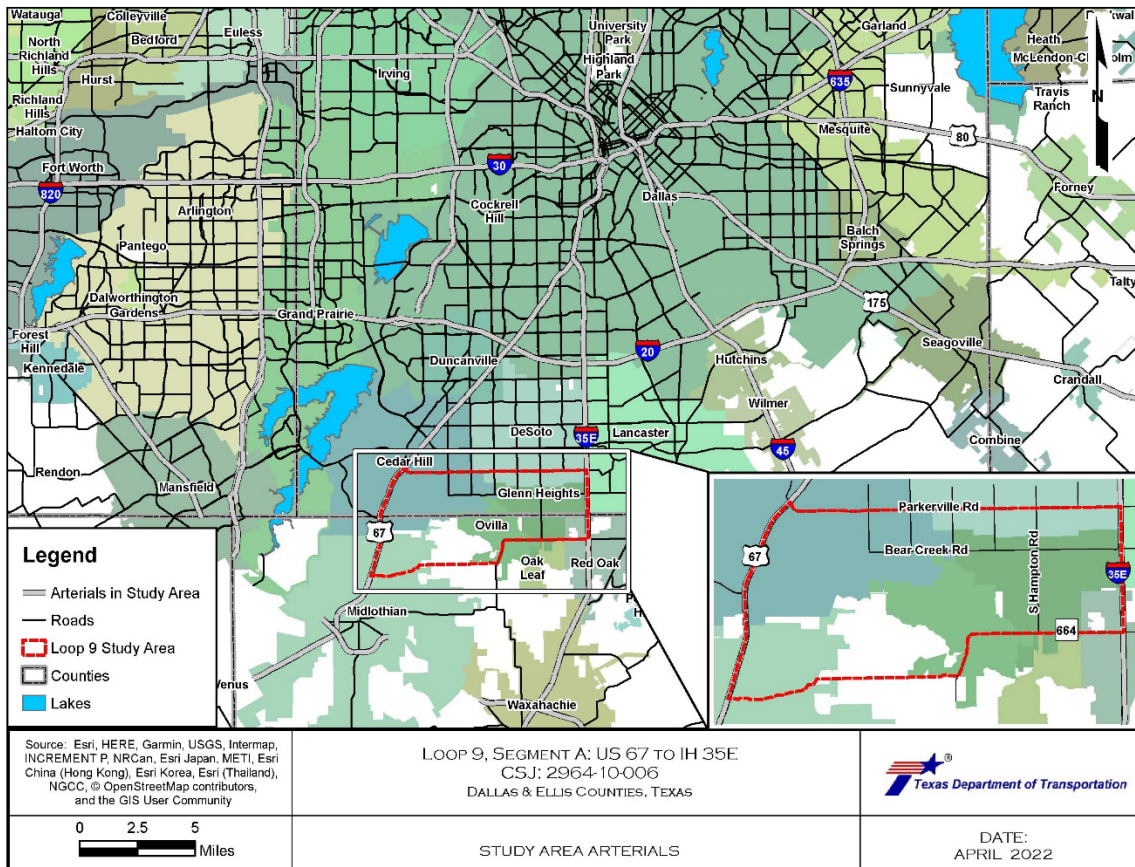 Watauga
Colleyville
Bedford
Euless
University
Park
Highland
Park
Garland
Heath
McLendon-Ch
olm
North
Richland
Hills
Hurst
Irving
635
Sunnyvale
Travis
Ranch
N
Richland
Hills
Haltom City
Mesquite
80
Fort Worth
30
820
Arlington
Cockrell
Hill
Dallas
Forney
Pantego
Balch
Springs
Talty
Dalworthington
Gardens
Grand Prairie
175
Forest
Hill
Kennedale
Duncanville
20
Hutchins
Seagoville
Crandall
Wilmer
DeSoto
35E
Lancaster
45
Combine
Rendon
Mansfield
Cedar Hill
Glenn Heights
67
Ovilla
Oak
Leaf
Red Oak
Midlothian
Venus
Waxahachie
Parkerville Rd
67
Bear Creek Rd
S Hampton Rd
35E
664
Legend
Arterials in Study Area
Roads
Loop 9 Study Area
Counties
Lakes
Source: Esri, HERE, Garmin, USGS, Intermap,
INCREMENT P, NRCan, Esri Japan, METI, Esri
China (Hong Kong), Esri Korea, Esri (Thailand),
NGCC, © OpenStreetMap contributors,
and the GIS User Community
0 2.5 5
Miles
LOOP 9, SEGMENT A: US 67 TO IH 35E
CSJ: 2964-10-006
DALLAS & ELLIS COUNTIES, TEXAS
STUDY AREA ARTERIALS
®
Texas Department of Transportation
DATE:
APRIL 2022